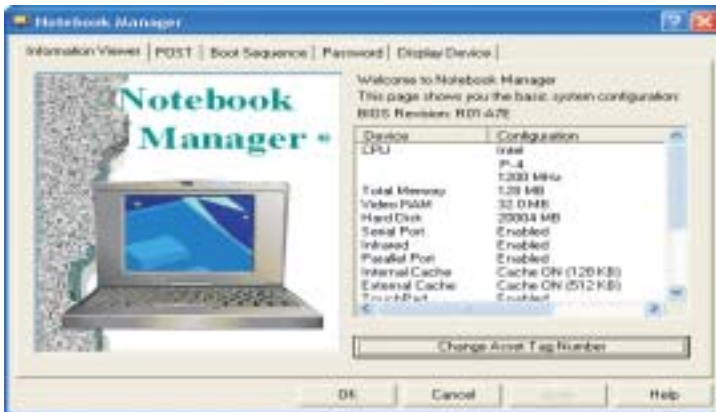 Notebook Manager
Information Viewer POST Boot Sequence Password Display Device
Notebook
Manager
Welcome to Notebook Manager
This page shows you the basic system configuration:
BIOS Revision: R01-A7E
Device Configuration
CPU Intel
P-4
1200 MHz
Total Memory 128 MB
Video RAM 32.0 MB
Hard Disk 20004 MB
Serial Port Enabled
Infrared Enabled
Parallel Port Enabled
Internal Cache Cache ON (128 KB)
External Cache Cache ON (512 KB)
TouchPad Enabled
Change Asset Tag Number
OK Cancel Help